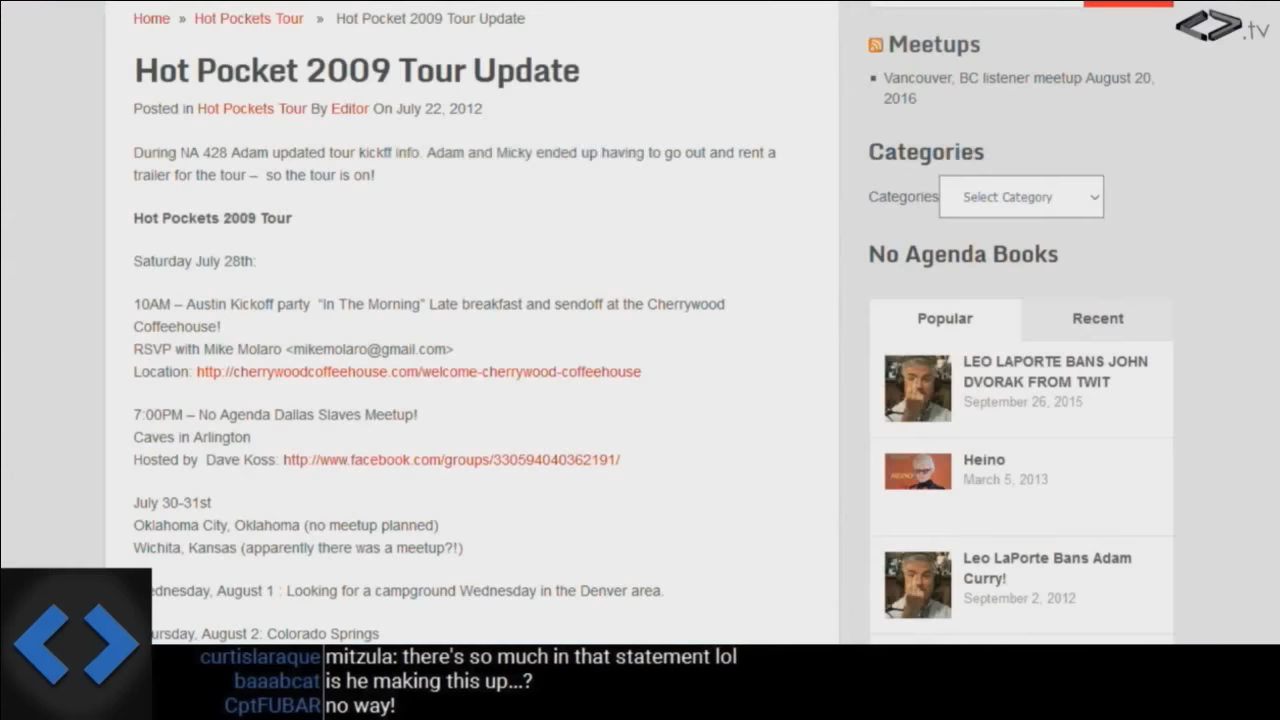 Home » Hot Pockets Tour » Hot Pocket 2009 Tour Update
Hot Pocket 2009 Tour Update
Posted in Hot Pockets Tour By Editor On July 22, 2012
During NA 428 Adam updated tour kickff info. Adam and Micky ended up having to go out and rent a
trailer for the tour – so the tour is on!
Hot Pockets 2009 Tour
Saturday July 28th:
10AM – Austin Kickoff party "In The Morning" Late breakfast and sendoff at the Cherrywood
Coffeehouse!
RSVP with Mike Molaro <mikemolaro@gmail.com>
Location: http://cherrywoodcoffeehouse.com/welcome-cherrywood-coffeehouse
7:00PM – No Agenda Dallas Slaves Meetup!
Caves in Arlington
Hosted by Dave Koss: http://www.facebook.com/groups/330594040362191/
July 30-31st
Oklahoma City, Oklahoma (no meetup planned)
Wichita, Kansas (apparently there was a meetup?!)
ednesday, August 1 : Looking for a campground Wednesday in the Denver area.
ursday, August 2: Colorado Springs
<>.tv
Meetups
▪ Vancouver, BC listener meetup August 20,
2016
Categories
Categories Select Category
No Agenda Books
Popular Recent
LEO LAPORTE BANS JOHN
DVORAK FROM TWIT
September 26, 2015
HEINO
Heino
March 5, 2013
Leo LaPorte Bans Adam
Curry!
September 2, 2012
curtislaraque mitzula: there's so much in that statement lol
baaabcat is he making this up...?
CptFUBAR no way!